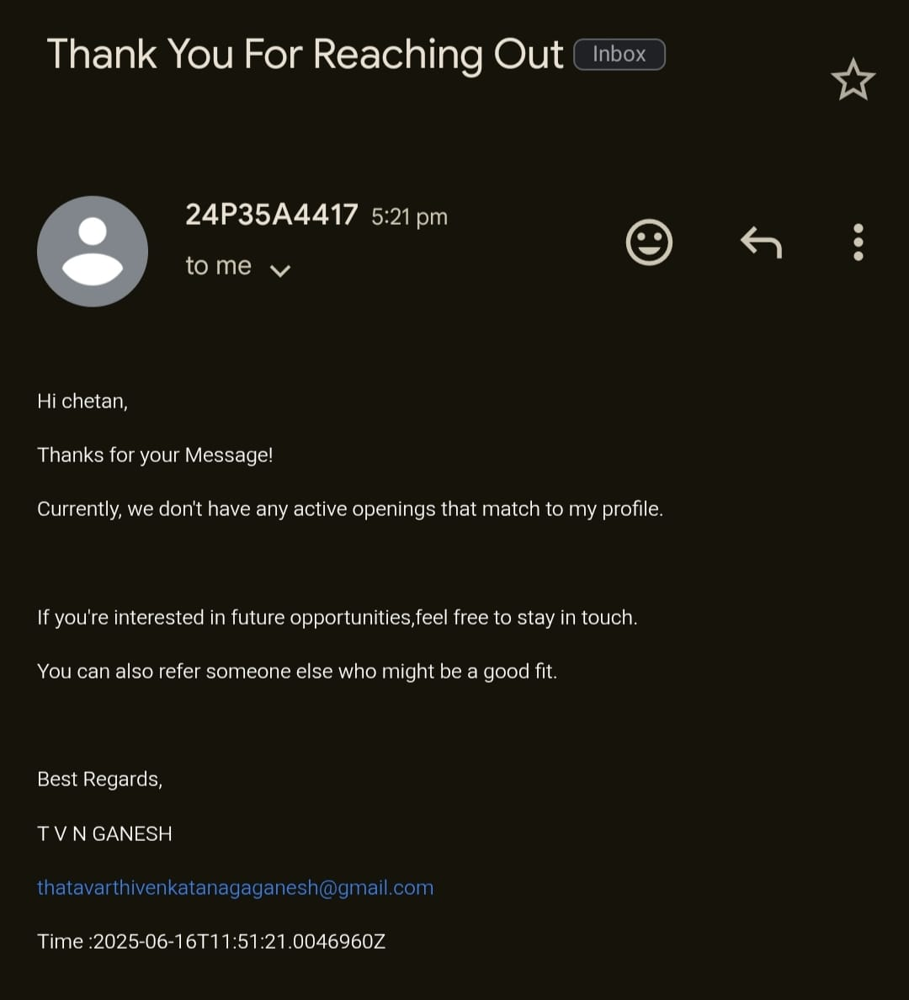 Thank You For Reaching Out Inbox
24P35A4417 5:21 pm
to me
Hi chetan,
Thanks for your Message!
Currently, we don't have any active openings that match to my profile.
If you're interested in future opportunities,feel free to stay in touch.
You can also refer someone else who might be a good fit.
Best Regards,
T V N GANESH
thatavarthivenkatanagaganesh@gmail.com
Time :2025-06-16T11:51:21.0046960Z